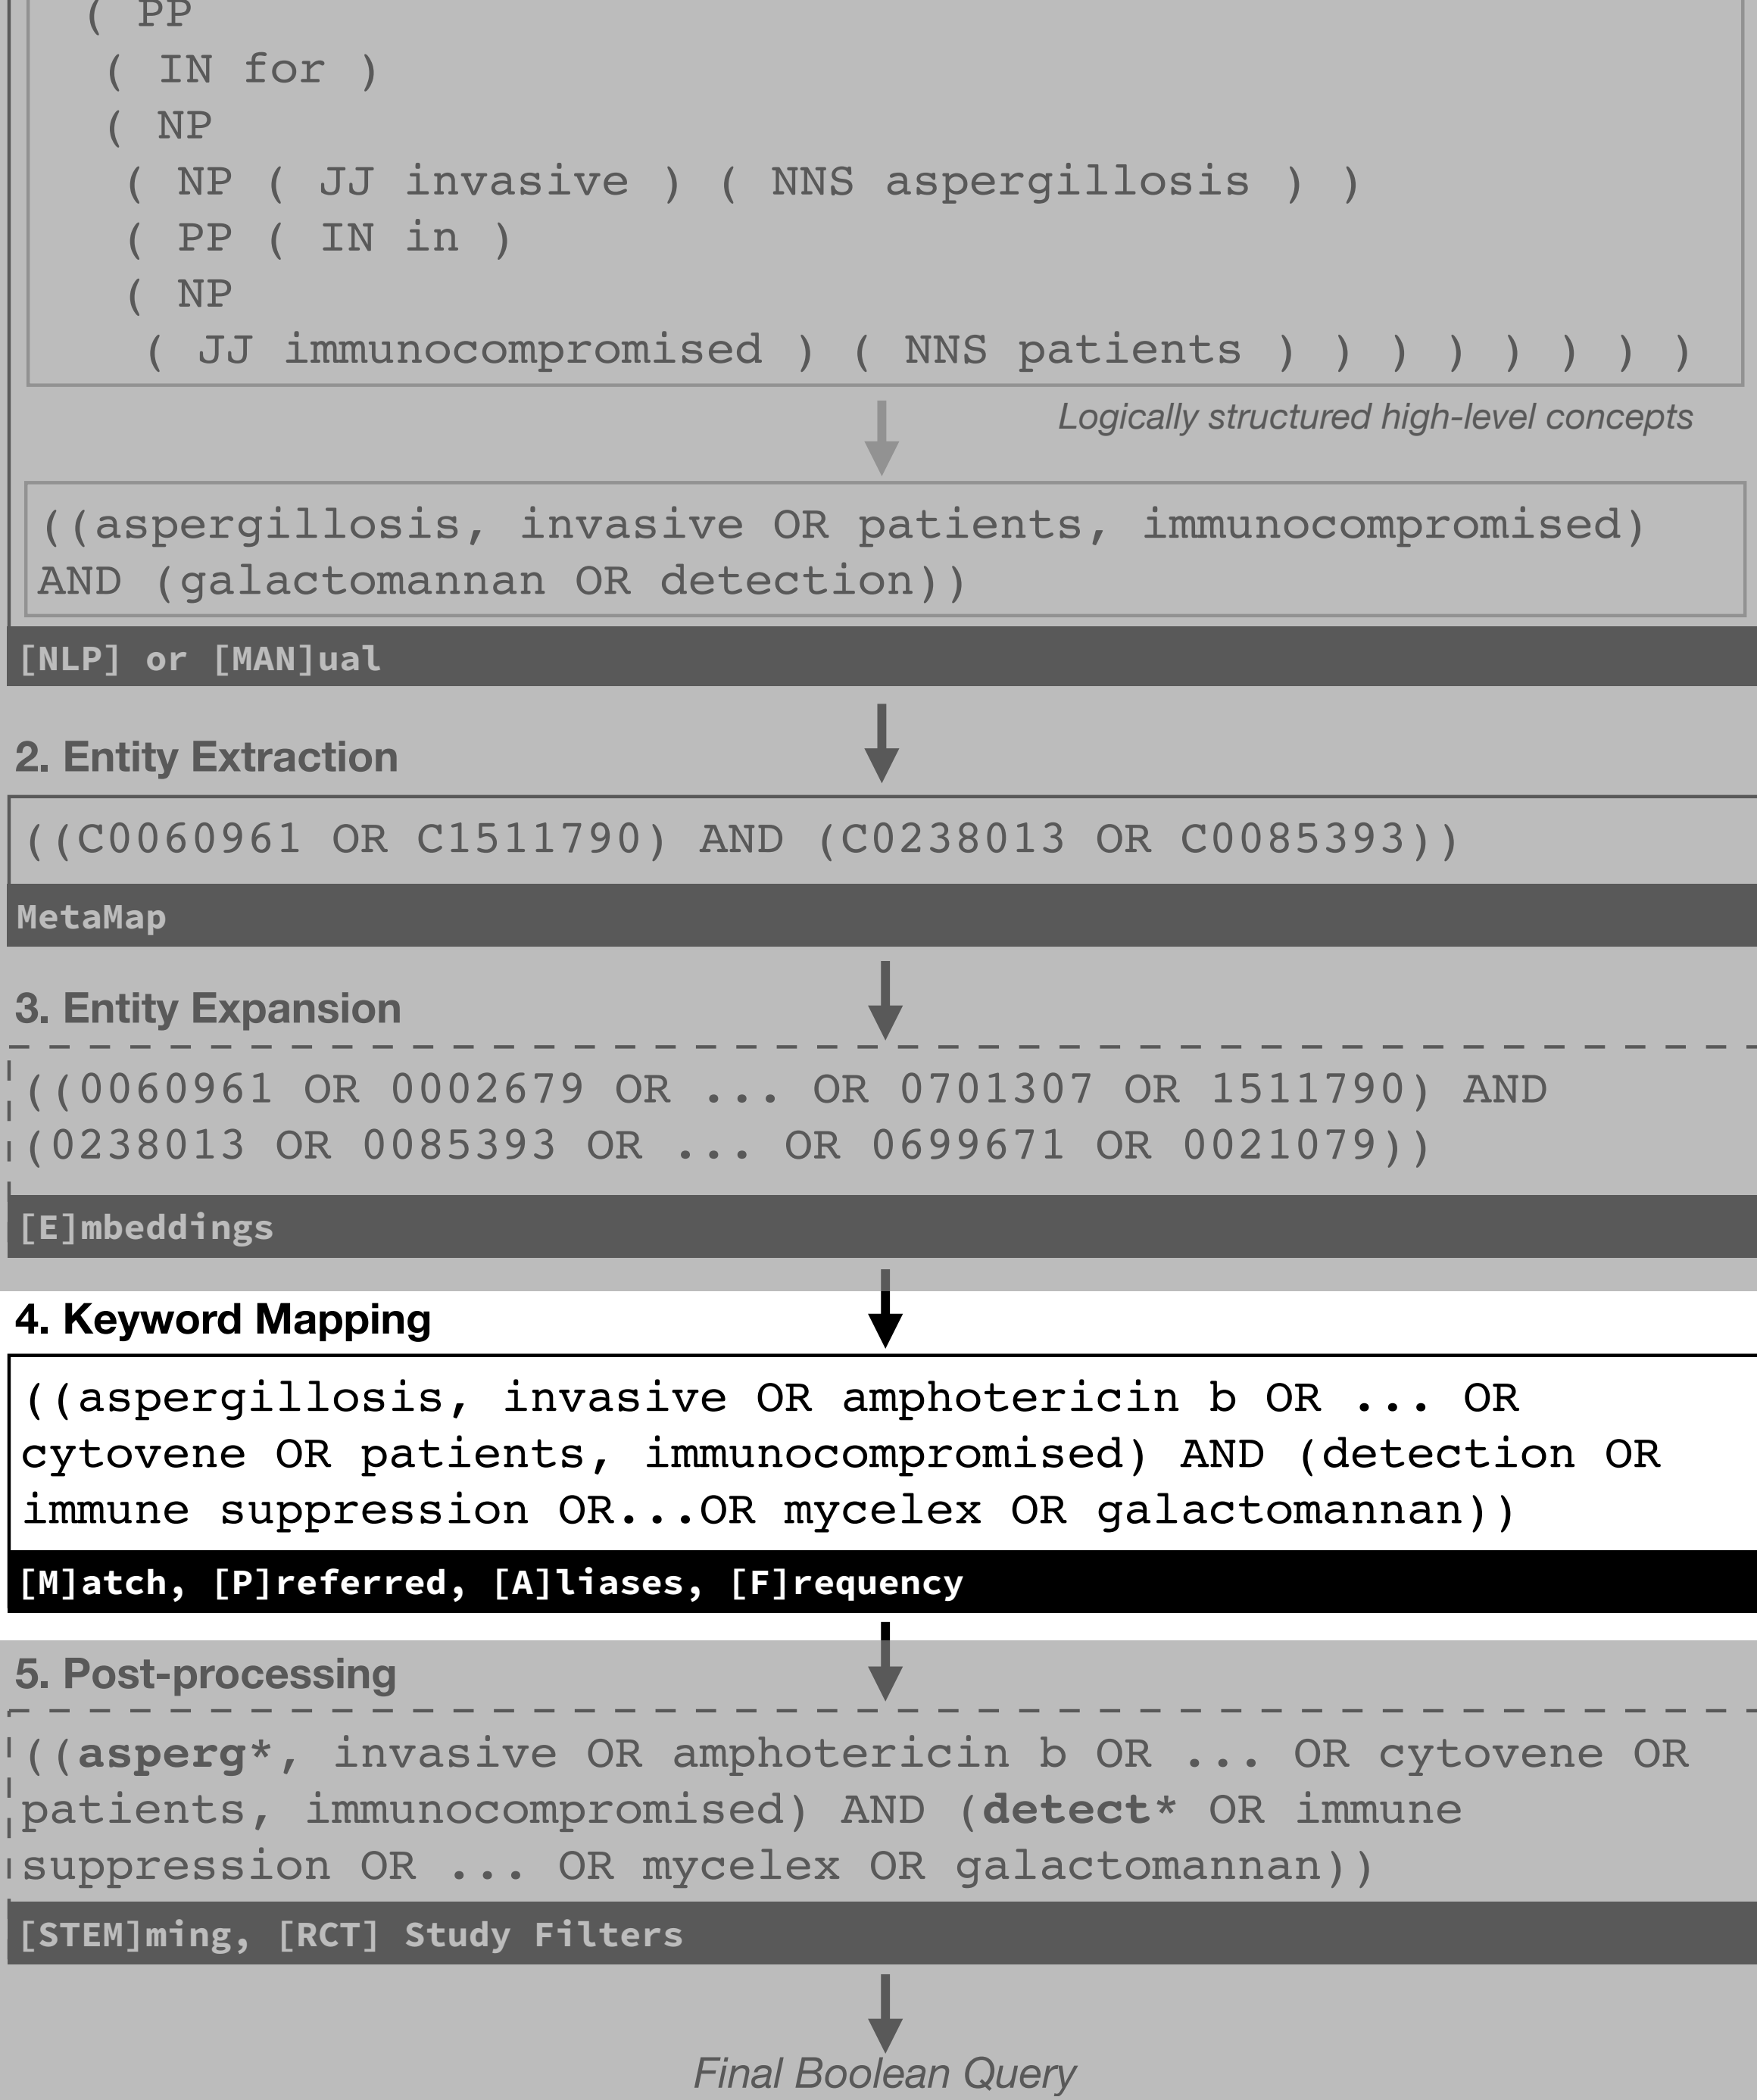 ( PP
( IN for )
( NP
( NP ( JJ invasive ) ( NNS aspergillosis ) )
( PP ( IN in )
( NP
( JJ immunocompromised ) ( NNS patients ) ) ) ) ) ) ) )
Logically structured high-level concepts
((aspergillosis, invasive OR patients, immunocompromised)
AND (galactomannan OR detection))
[NLP] or [MAN]ual
2. Entity Extraction
((C0060961 OR C1511790) AND (C0238013 OR C0085393))
MetaMap
3. Entity Expansion
((0060961 OR 0002679 OR ... OR 0701307 OR 1511790) AND
(0238013 OR 0085393 OR ... OR 0699671 OR 0021079))
[E]mbeddings
4. Keyword Mapping
((aspergillosis, invasive OR amphotericin b OR ... OR
cytovene OR patients, immunocompromised) AND (detection OR
immune suppression OR...OR mycelex OR galactomannan))
[M]atch, [P]referred, [A]liases, [F]requency
5. Post-processing
((asperg*, invasive OR amphotericin b OR ... OR cytovene OR
patients, immunocompromised) AND (detect* OR immune
suppression OR ... OR mycelex OR galactomannan))
[STEM]ming, [RCT] Study Filters
Final Boolean Query